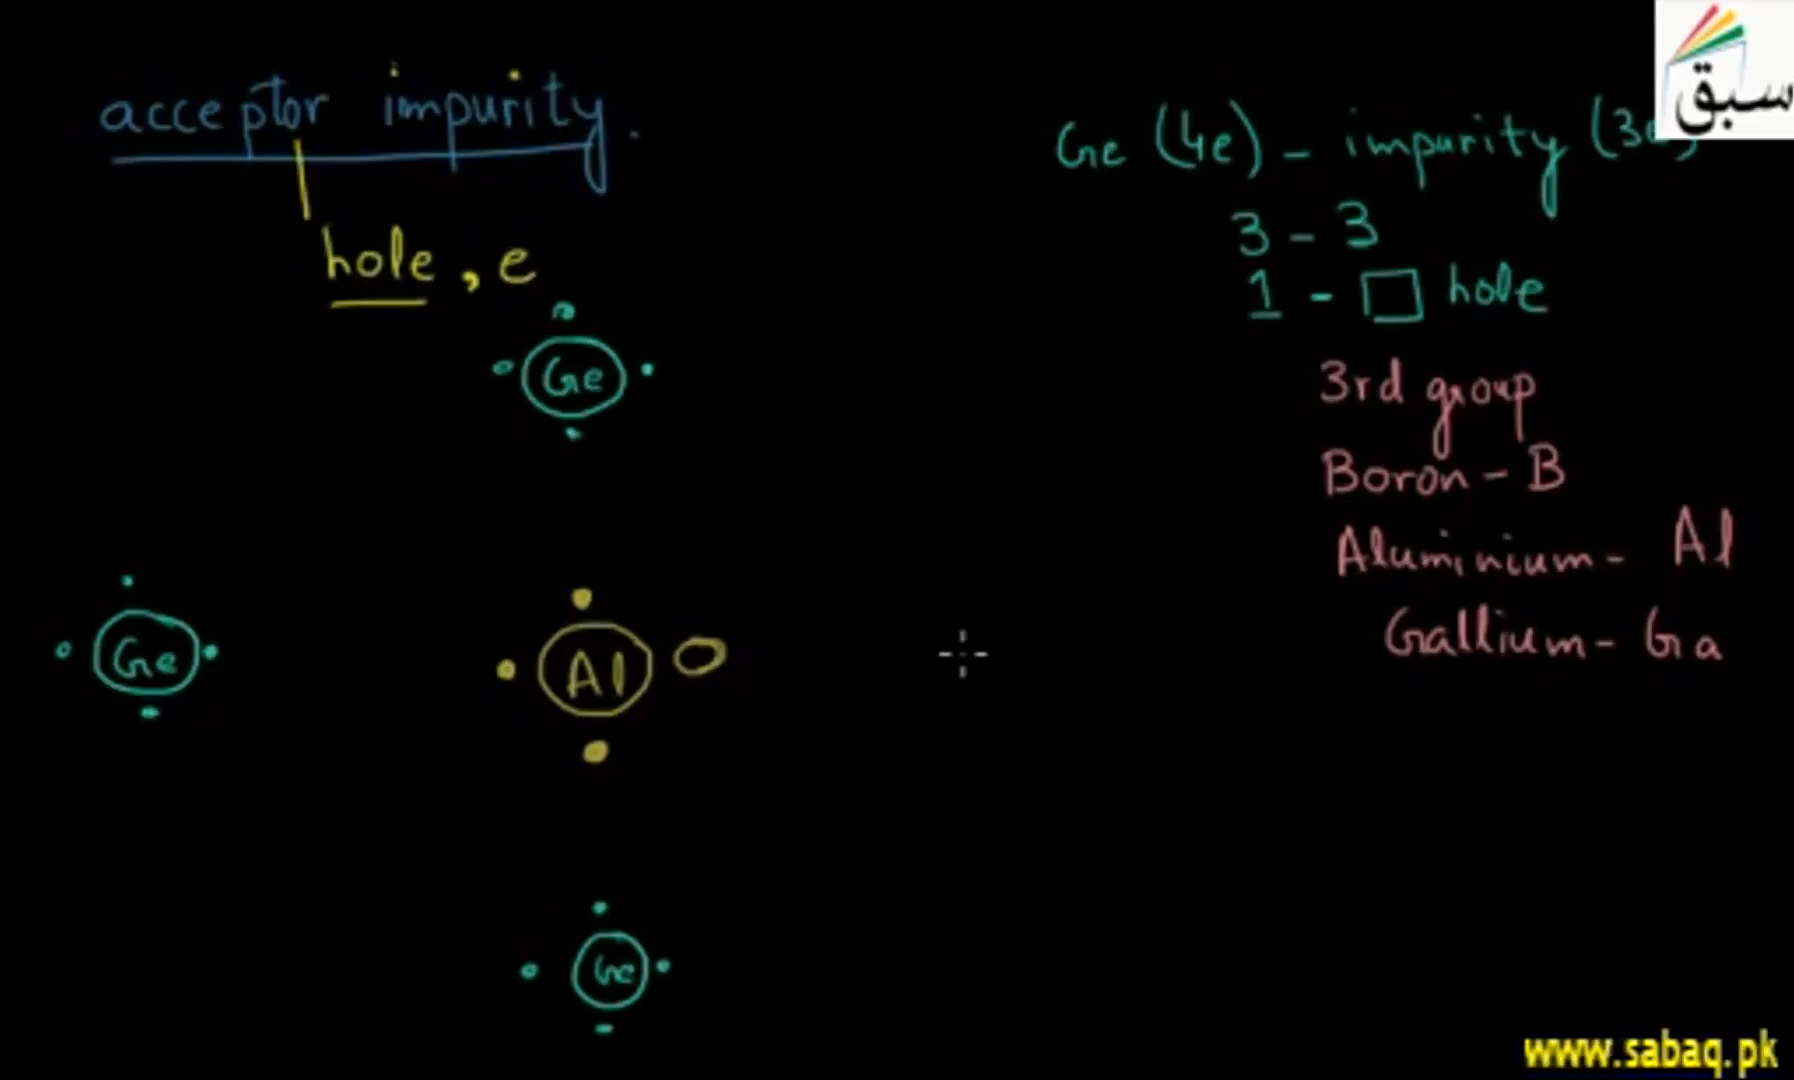 acceptor impurity.
hole, e
Ge
Ge
Al
Ge
Ge (4e) - impurity (3e)
3 - 3
1 - □ hole
3rd group
Boron - B
Aluminium - Al
Gallium - Ga
سبق
www.sabaq.pk